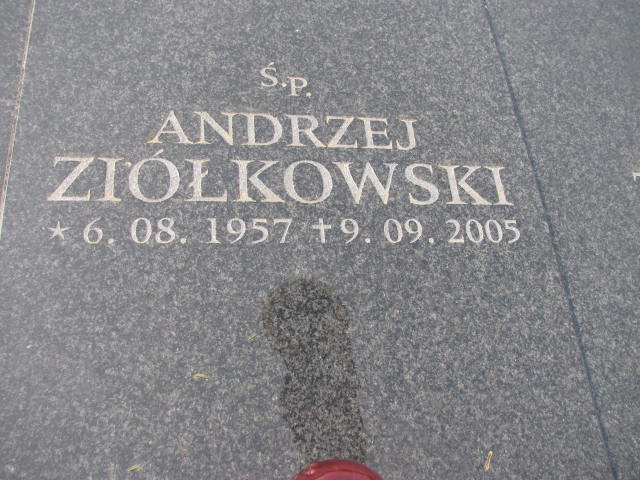 Ś.P.
ANDRZEJ
ZIÓŁKOWSKI
★ 6. 08. 1957 † 9. 09. 2005